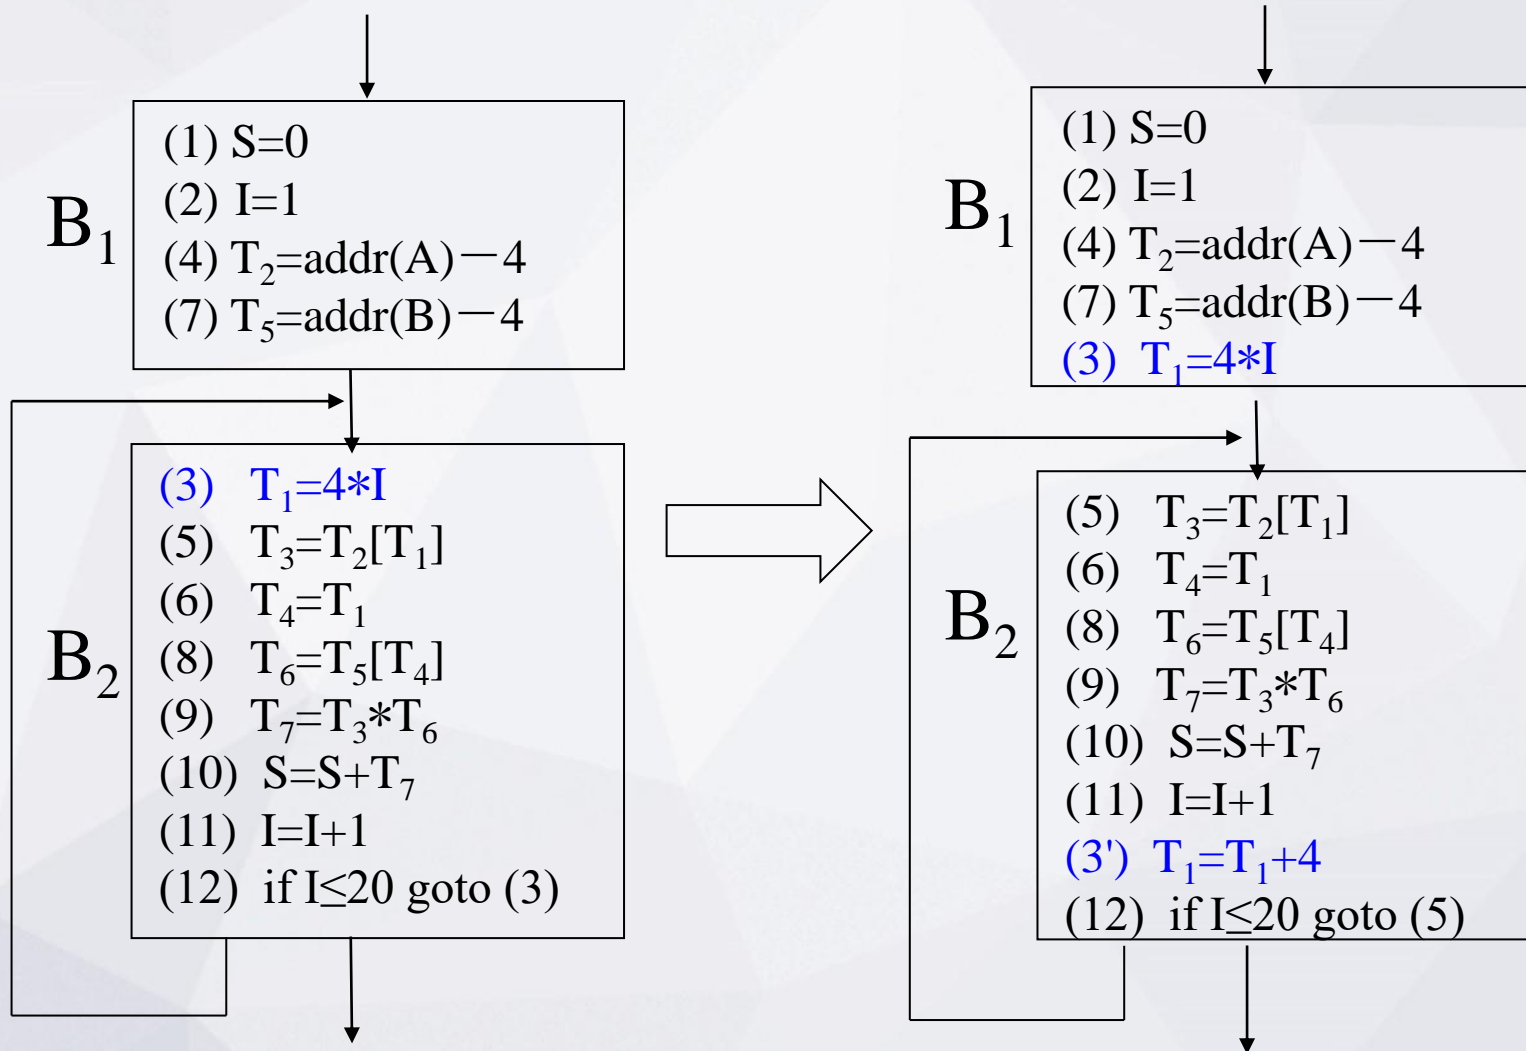 B₁
(1) S=0
(2) I=1
(4) T₂=addr(A)－4
(7) T₅=addr(B)－4
B₂
(3) T₁=4*I
(5) T₃=T₂[T₁]
(6) T₄=T₁
(8) T₆=T₅[T₄]
(9) T₇=T₃*T₆
(10) S=S+T₇
(11) I=I+1
(12) if I≤20 goto (3)
B₁
(1) S=0
(2) I=1
(4) T₂=addr(A)－4
(7) T₅=addr(B)－4
(3) T₁=4*I
B₂
(5) T₃=T₂[T₁]
(6) T₄=T₁
(8) T₆=T₅[T₄]
(9) T₇=T₃*T₆
(10) S=S+T₇
(11) I=I+1
(3') T₁=T₁+4
(12) if I≤20 goto (5)